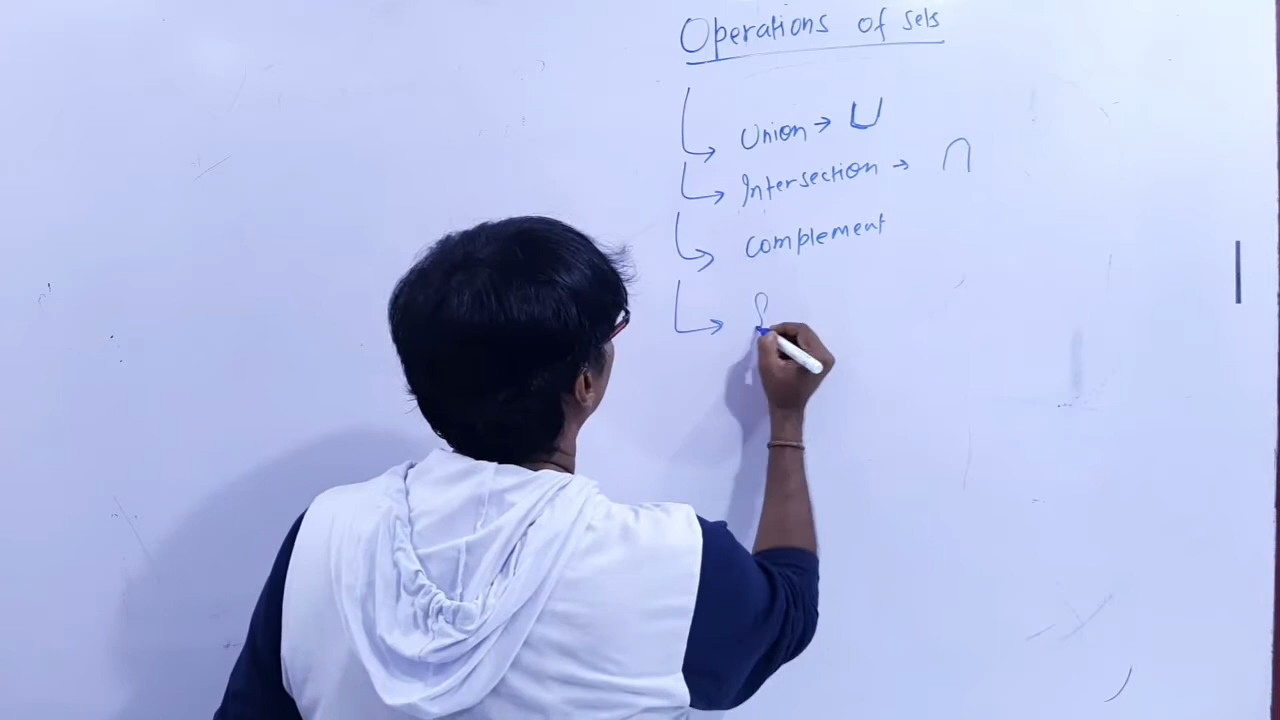 Operations of sets
Union → ∪
Intersection → ∩
complement